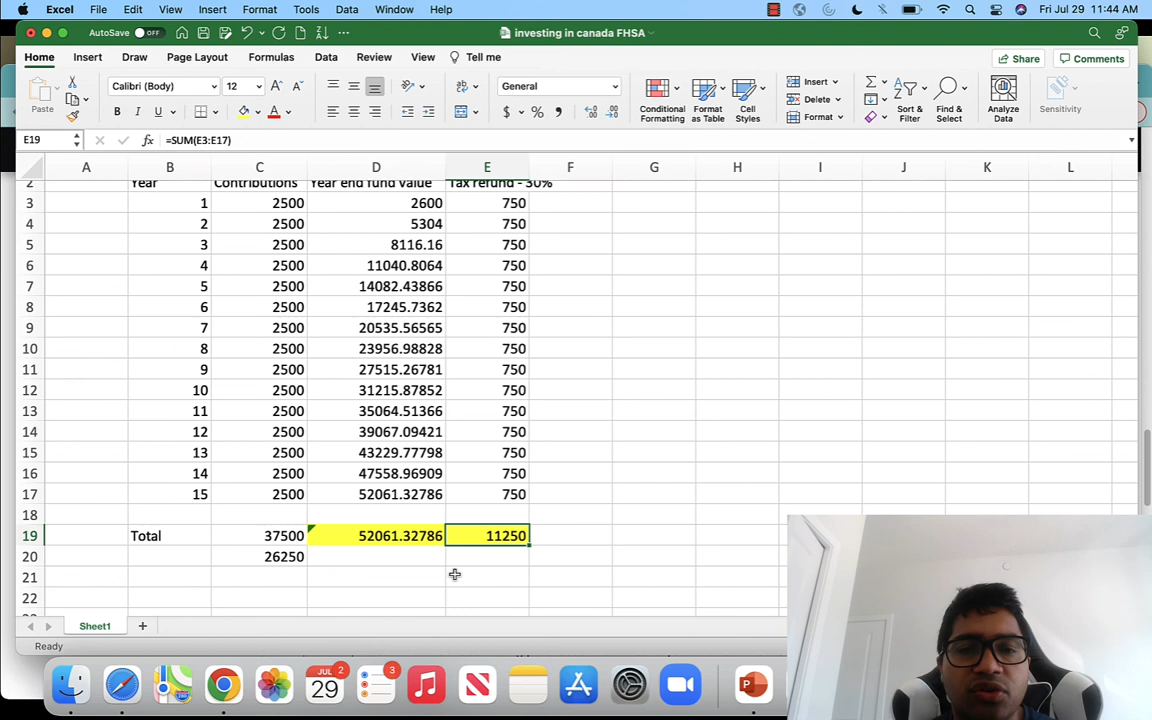 Excel File Edit View Insert Format Tools Data Window Help Fri Jul 29 11:44 AM
AutoSave OFF investing in canada FHSA
Home Insert Draw Page Layout Formulas Data Review View Tell me Share Comments
Paste Calibri (Body) 12 A A General Conditional Formatting Format as Table Cell Styles Insert Delete Format Sort & Filter Find & Select Analyze Data Sensitivity
B I U A $ % ,
E19 fx =SUM(E3:E17)
A B C D E F G H I J K L
2 Year Contributions Year end fund value Tax refund - 30%
3 1 2500 2600 750
4 2 2500 5304 750
5 3 2500 8116.16 750
6 4 2500 11040.8064 750
7 5 2500 14082.43866 750
8 6 2500 17245.7362 750
9 7 2500 20535.56565 750
10 8 2500 23956.98828 750
11 9 2500 27515.26781 750
12 10 2500 31215.87852 750
13 11 2500 35064.51366 750
14 12 2500 39067.09421 750
15 13 2500 43229.77798 750
16 14 2500 47558.96909 750
17 15 2500 52061.32786 750
18
19 Total 37500 52061.32786 11250
20 26250
21
22
Sheet1
Ready
JUL 2 29 3